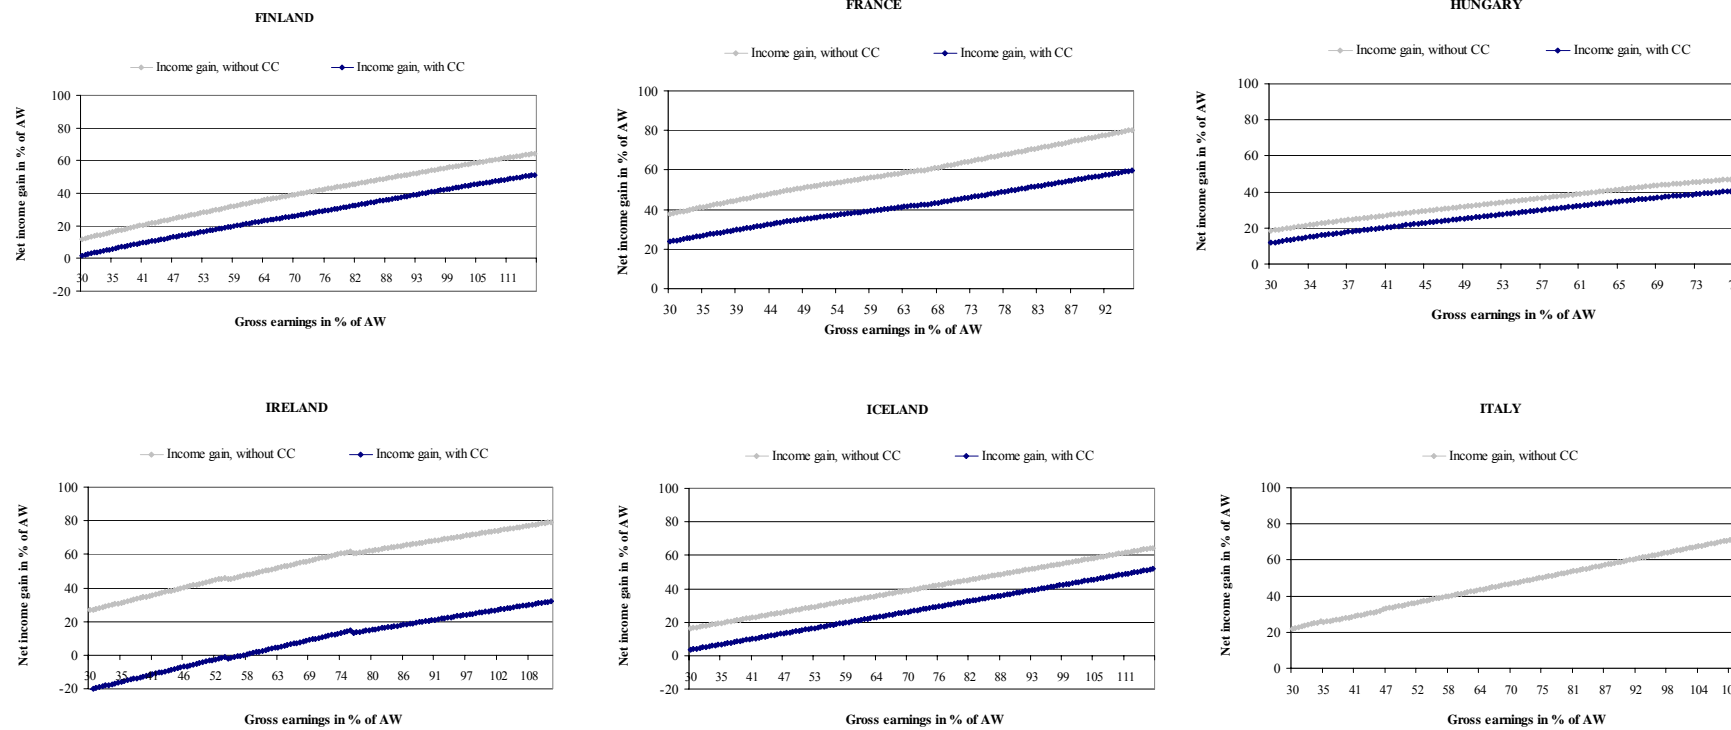 FINLAND
Income gain, without CC Income gain, with CC
Net income gain in % of AW
100
80
60
40
20
0
-20
30 35 41 47 53 59 64 70 76 82 88 93 99 105 111
Gross earnings in % of AW
FRANCE
Income gain, without CC Income gain, with CC
Net income gain in % of AW
100
80
60
40
20
0
30 35 39 44 49 54 59 63 68 73 78 83 87 92
Gross earnings in % of AW
HUNGARY
Income gain, without CC Income gain, with CC
Net income gain in % of AW
100
80
60
40
20
0
30 34 37 41 45 49 53 57 61 65 69 73
Gross earnings in % of AW
IRELAND
Income gain, without CC Income gain, with CC
Net income gain in % of AW
100
80
60
40
20
0
-20
30 35 41 46 52 58 63 69 74 80 86 91 97 102 108
Gross earnings in % of AW
ICELAND
Income gain, without CC Income gain, with CC
Net income gain in % of AW
100
80
60
40
20
0
-20
30 35 41 47 53 59 64 70 76 82 88 93 99 105 111
Gross earnings in % of AW
ITALY
Income gain, without CC
Net income gain in % of AW
100
80
60
40
20
0
30 35 41 47 52 58 64 70 75 81 87 92 98 104
Gross earnings in % of AW